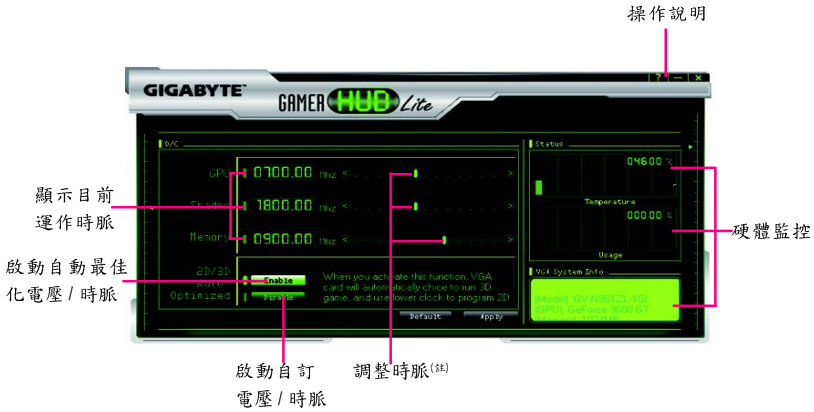 操作說明
GIGABYTE™
GAMER HUD Lite
? — ×
O/C
Status
GPU 0700.00 Mhz < >
04600 %
Shader 1800.00 Mhz < >
Temperature
顯示目前
運作時脈
000.00 %
Memory 0900.00 Mhz < >
Usage
硬體監控
啟動自動最佳
化電壓 / 時脈
2D/3D
Auto
Optimized
Enable
Disable
When you activate this function, VGA
card will automatically chice to run 3D
game, and use lower clock to program 2D
Default
Apply
VGA System Info
(Model) GV-N96TZL-1GI
(GPU) GeForce 9600 GT
啟動自訂
電壓 / 時脈
調整時脈(註)